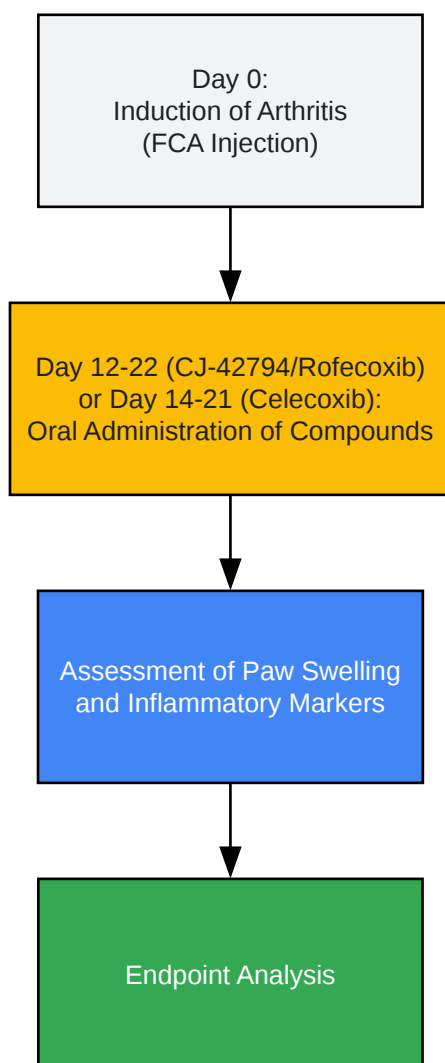 Day 0:
Induction of Arthritis
(FCA Injection)
Day 12-22 (CJ-42794/Rofecoxib)
or Day 14-21 (Celecoxib):
Oral Administration of Compounds
Assessment of Paw Swelling
and Inflammatory Markers
Endpoint Analysis